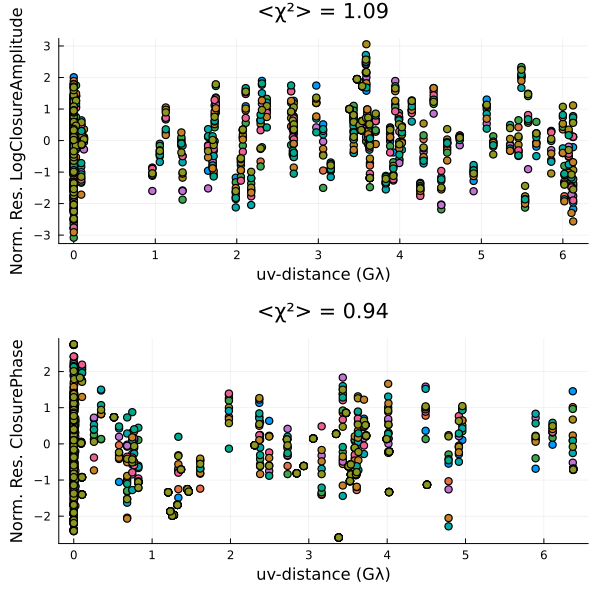 <χ²> = 1.09
Norm. Res. LogClosureAmplitude
3
2
1
0
−1
−2
−3
0 1 2 3 4 5 6
uv-distance (Gλ)
<χ²> = 0.94
Norm. Res. ClosurePhase
2
1
0
−1
−2
0 1 2 3 4 5 6
uv-distance (Gλ)